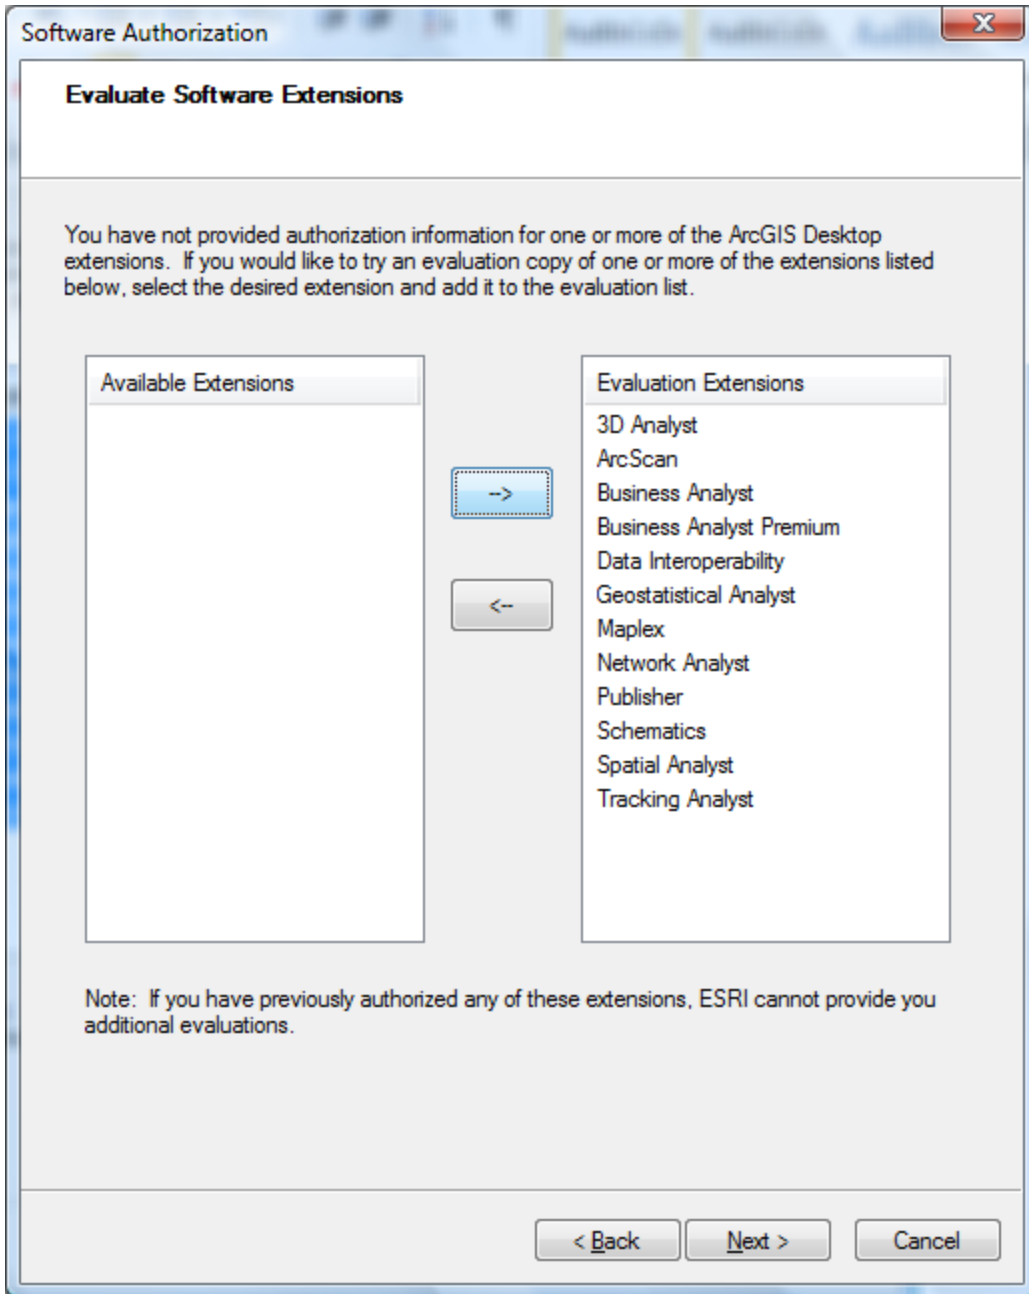 Software Authorization
Evaluate Software Extensions
You have not provided authorization information for one or more of the ArcGIS Desktop
extensions.  If you would like to try an evaluation copy of one or more of the extensions listed
below, select the desired extension and add it to the evaluation list.
Available Extensions
Evaluation Extensions
3D Analyst
ArcScan
Business Analyst
Business Analyst Premium
Data Interoperability
Geostatistical Analyst
Maplex
Network Analyst
Publisher
Schematics
Spatial Analyst
Tracking Analyst
-->
<--
Note:  If you have previously authorized any of these extensions, ESRI cannot provide you
additional evaluations.
< Back
Next >
Cancel